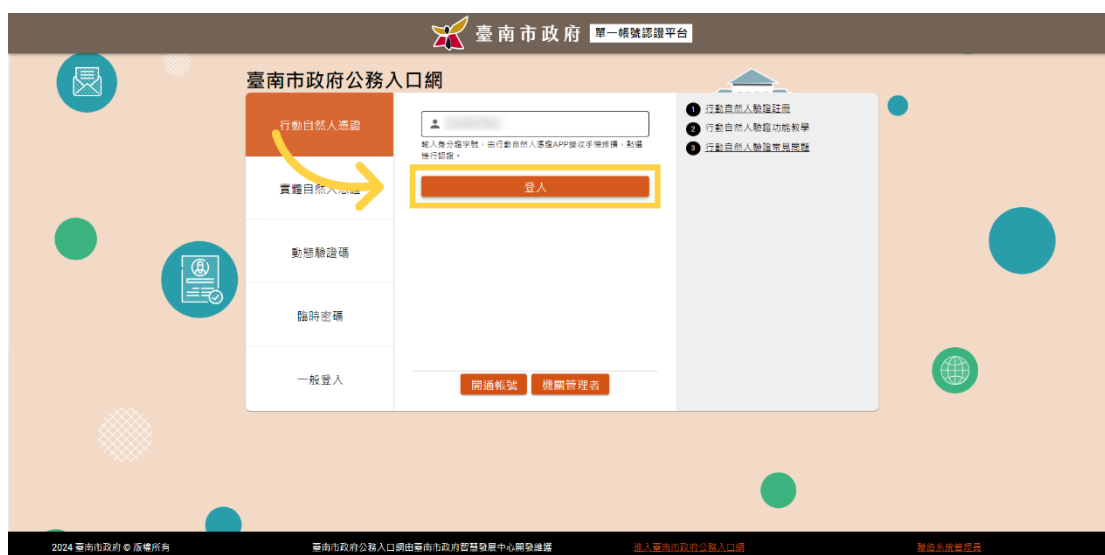 臺南市政府 單一帳號認證平台
臺南市政府公務入口網
行動自然人憑證
實體自然人憑證
動態驗證碼
臨時密碼
一般登入
輸入身分證字號，由行動自然人憑證APP接收手機推播，點選
進行認證。
登入
開通帳號 機關管理者
1 行動自然人驗證註冊
2 行動自然人驗證功能教學
3 行動自然人驗證常見問題
2024 臺南市政府 © 版權所有
臺南市政府公務入口網由臺南市政府智慧發展中心開發維護
進入臺南市政府公務入口網
聯絡系統管理員